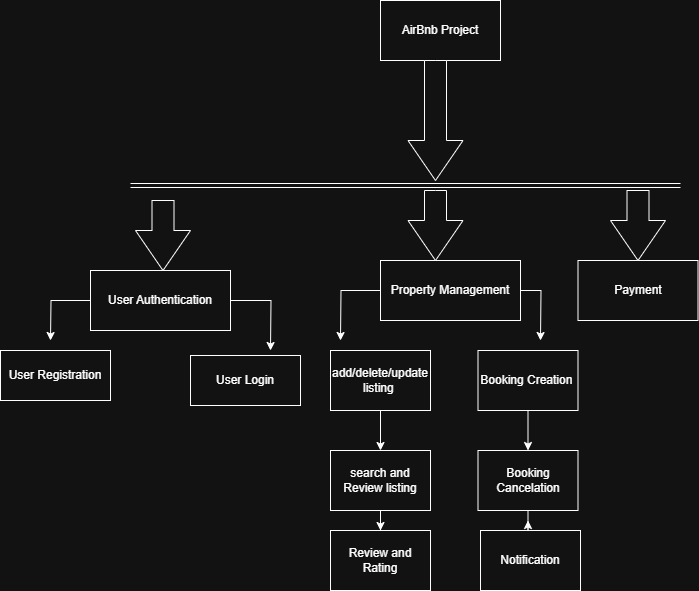 AirBnb Project
User Authentication
Property Management
Payment
User Registration
User Login
add/delete/update
listing
Booking Creation
search and
Review listing
Booking
Cancelation
Review and
Rating
Notification